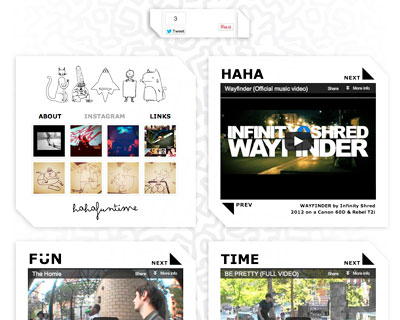 3
Tweet
Pin it
ABOUT INSTAGRAM LINKS
hahafuntime
HAHA NEXT
Wayfinder (Official music video) Share More info
INFINITY SHRED
WAYFINDER
PREV WAYFINDER by Infinity Shred
2012 on a Canon 60D & Rebel T2i
FUN NEXT
The Homie Share More info
TIME NEXT
BE PRETTY (FULL VIDEO) Share More info